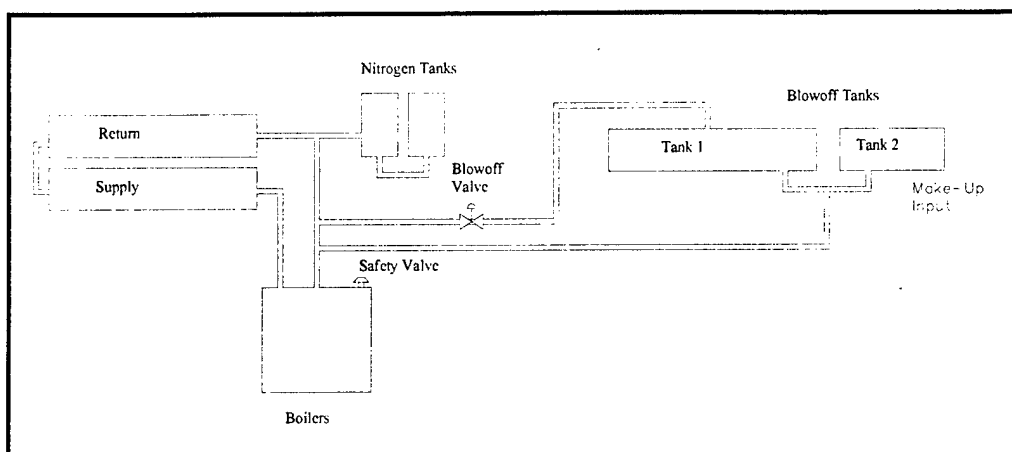 Nitrogen Tanks
Blowoff Tanks
Return
Tank 1
Tank 2
Blowoff
Valve
Supply
Make-Up
Input
Safety Valve
Boilers